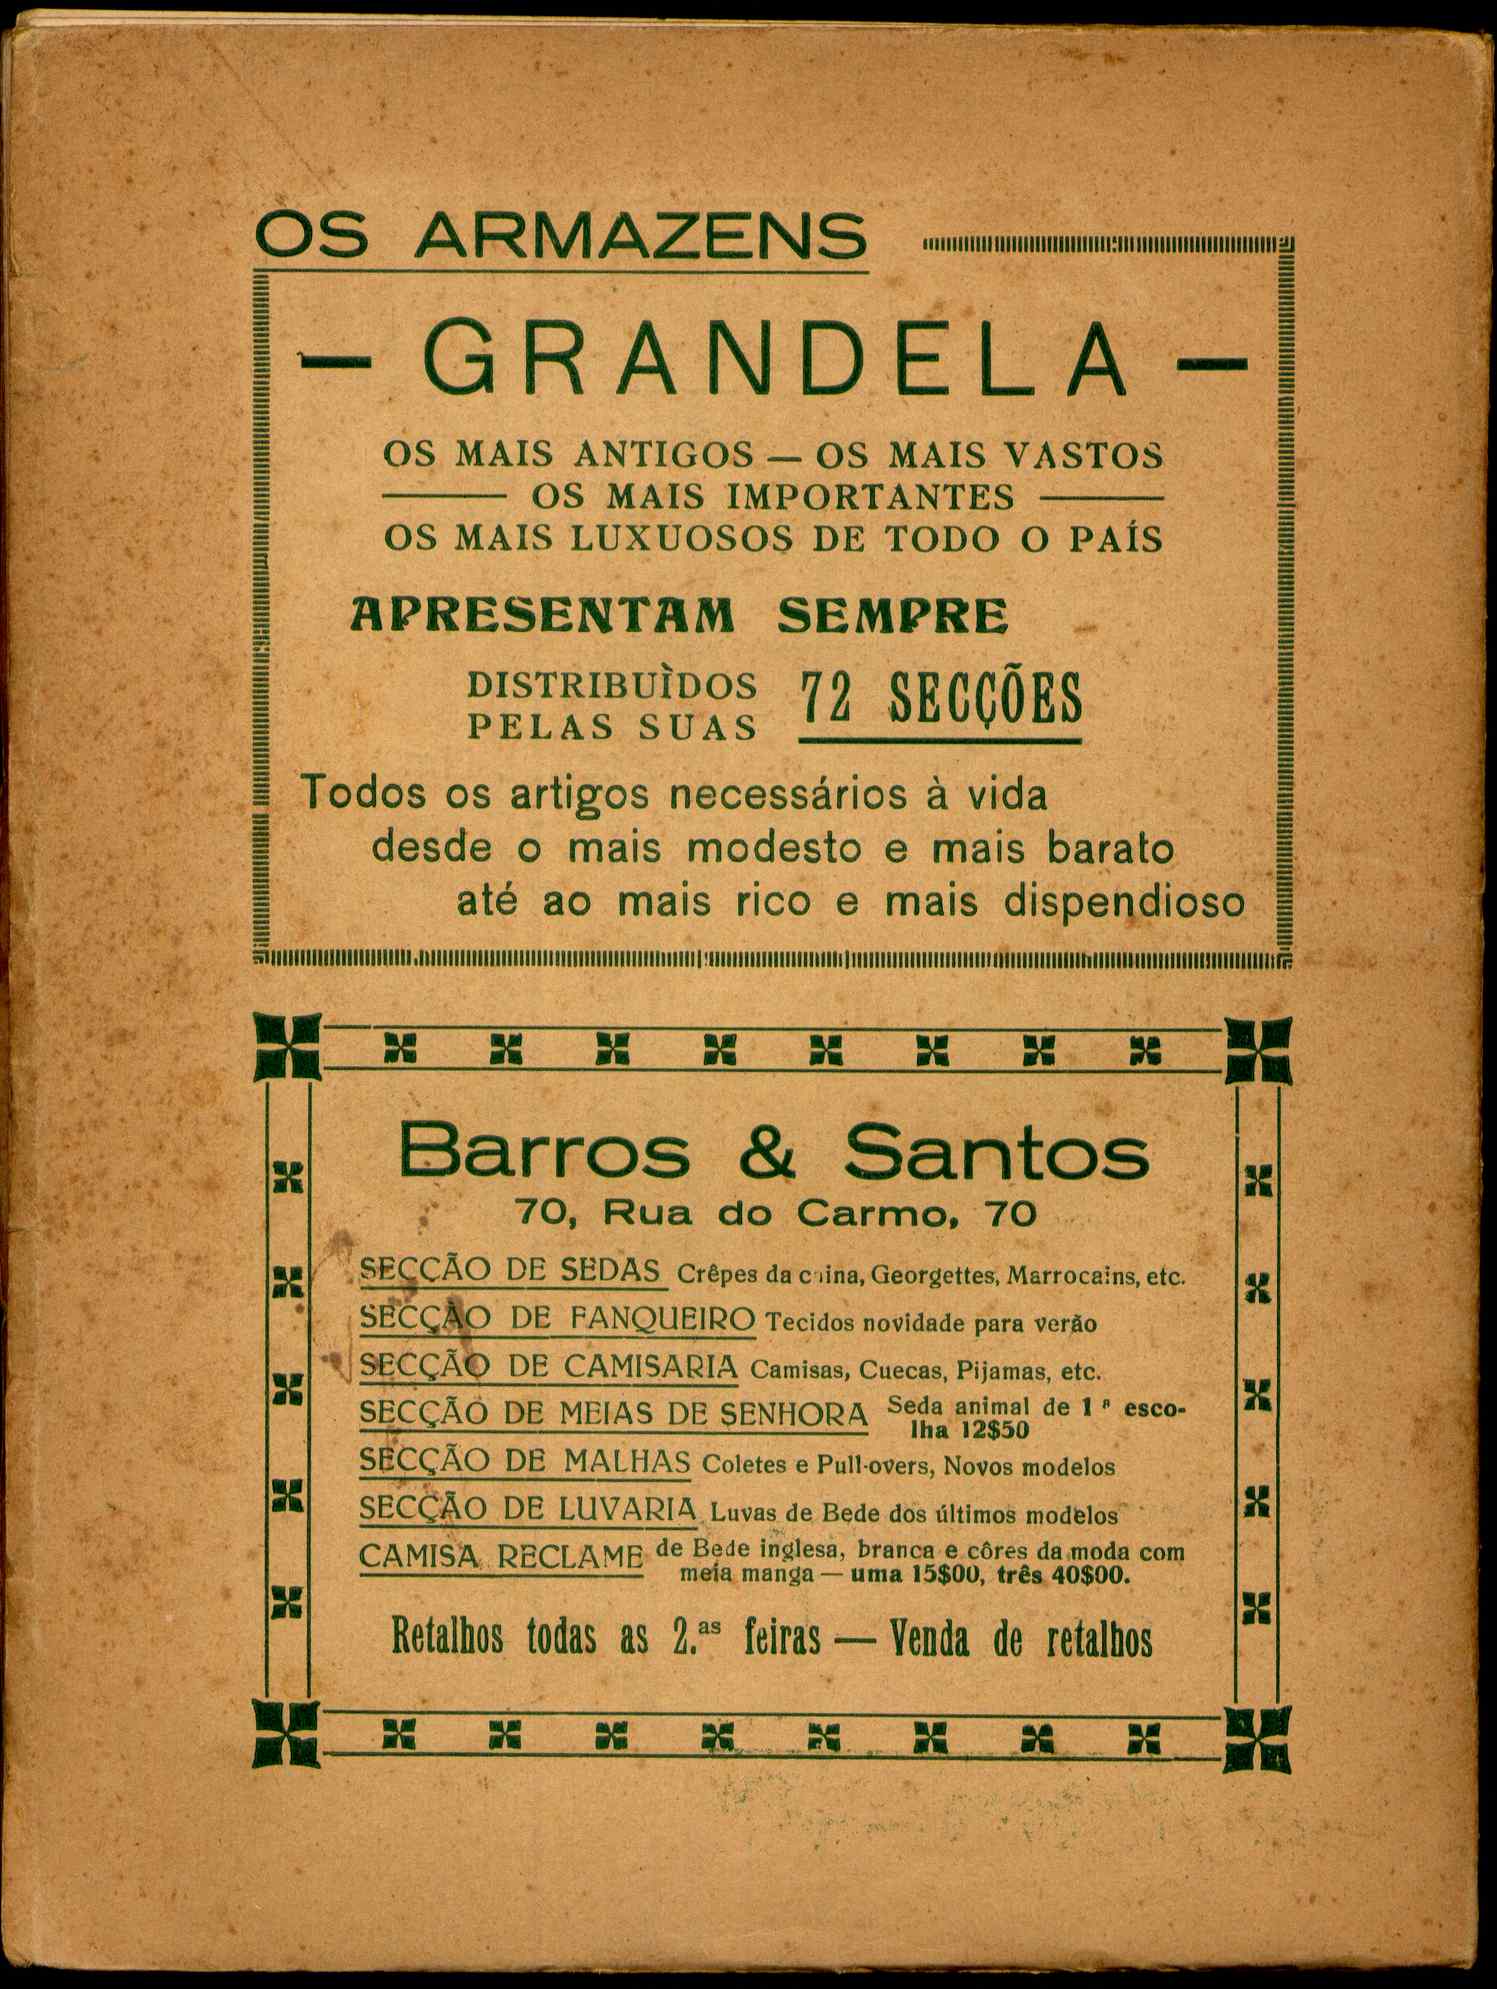 OS ARMAZENS
— GRANDELA —
OS MAIS ANTIGOS — OS MAIS VASTOS
OS MAIS IMPORTANTES
OS MAIS LUXUOSOS DE TODO O PAÍS
APRESENTAM SEMPRE
DISTRIBUÌDOS
PELAS SUAS
72 SECÇÕES
Todos os artigos necessários à vida
desde o mais modesto e mais barato
até ao mais rico e mais dispendioso
Barros & Santos
70, Rua do Carmo, 70
SECÇÃO DE SEDAS Crêpes da china, Georgettes, Marrocains, etc.
SECÇÃO DE FANQUEIRO Tecidos novidade para verão
SECÇÃO DE CAMISARIA Camisas, Cuecas, Pijamas, etc.
SECÇÃO DE MEIAS DE SENHORA Seda animal de 1ª esco-
lha 12$50
SECÇÃO DE MALHAS Coletes e Pull-overs, Novos modelos
SECÇÃO DE LUVARIA Luvas de Bede dos últimos modelos
CAMISA RECLAME de Bede inglesa, branca e côres da moda com
meia manga — uma 15$00, três 40$00.
Retalhos todas as 2.as feiras — Venda de retalhos